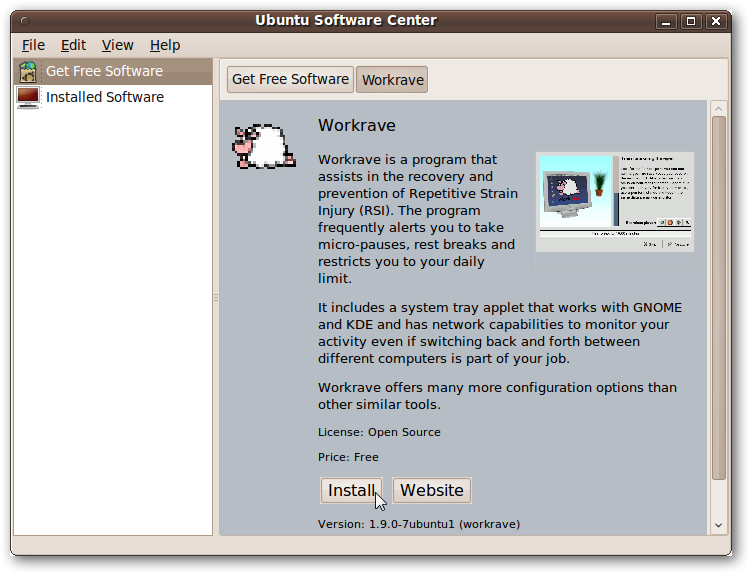 Ubuntu Software Center
File Edit View Help
Get Free Software
Installed Software
Get Free Software Workrave
Workrave
Workrave is a program that
assists in the recovery and
prevention of Repetitive Strain
Injury (RSI). The program
frequently alerts you to take
micro-pauses, rest breaks and
restricts you to your daily
limit.
It includes a system tray applet that works with GNOME
and KDE and has network capabilities to monitor your
activity even if switching back and forth between
different computers is part of your job.
Workrave offers many more configuration options than
other similar tools.
License: Open Source
Price: Free
Install Website
Version: 1.9.0-7ubuntu1 (workrave)